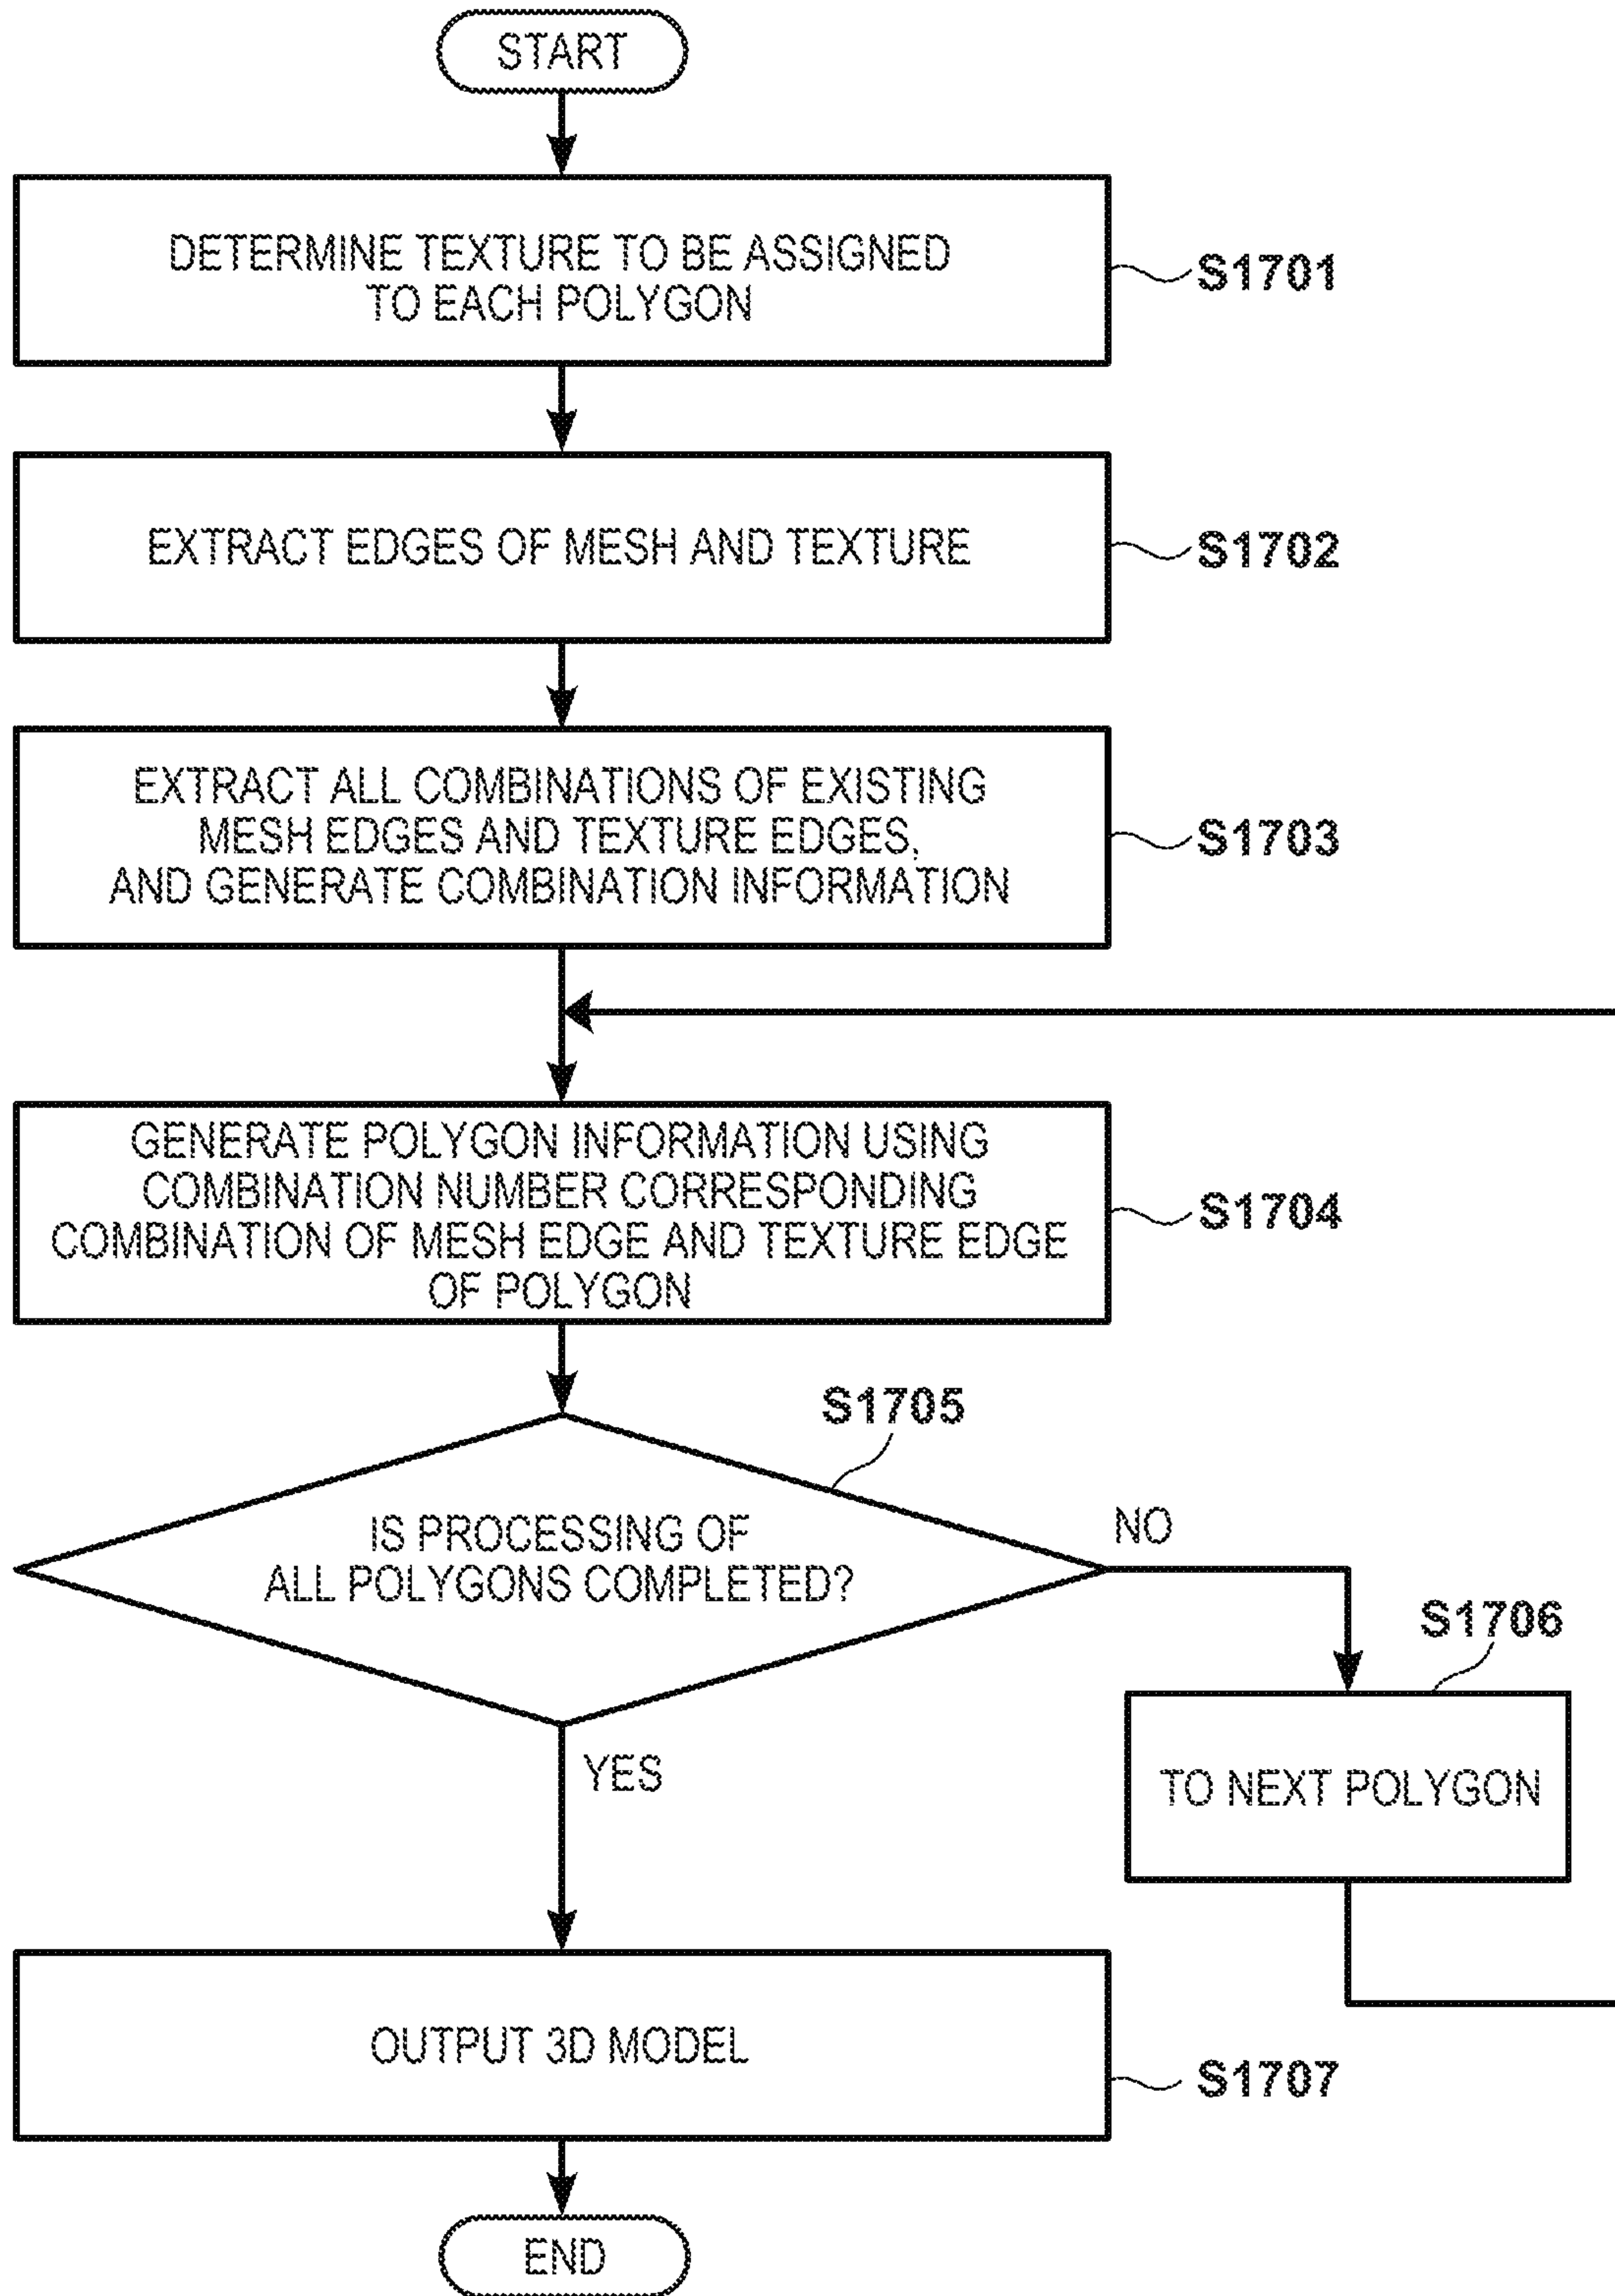 START
DETERMINE TEXTURE TO BE ASSIGNED
TO EACH POLYGON
S1701
EXTRACT EDGES OF MESH AND TEXTURE
S1702
EXTRACT ALL COMBINATIONS OF EXISTING
MESH EDGES AND TEXTURE EDGES,
AND GENERATE COMBINATION INFORMATION
S1703
GENERATE POLYGON INFORMATION USING
COMBINATION NUMBER CORRESPONDING
COMBINATION OF MESH EDGE AND TEXTURE EDGE
OF POLYGON
S1704
S1705
IS PROCESSING OF
ALL POLYGONS COMPLETED?
NO
S1706
TO NEXT POLYGON
YES
OUTPUT 3D MODEL
S1707
END